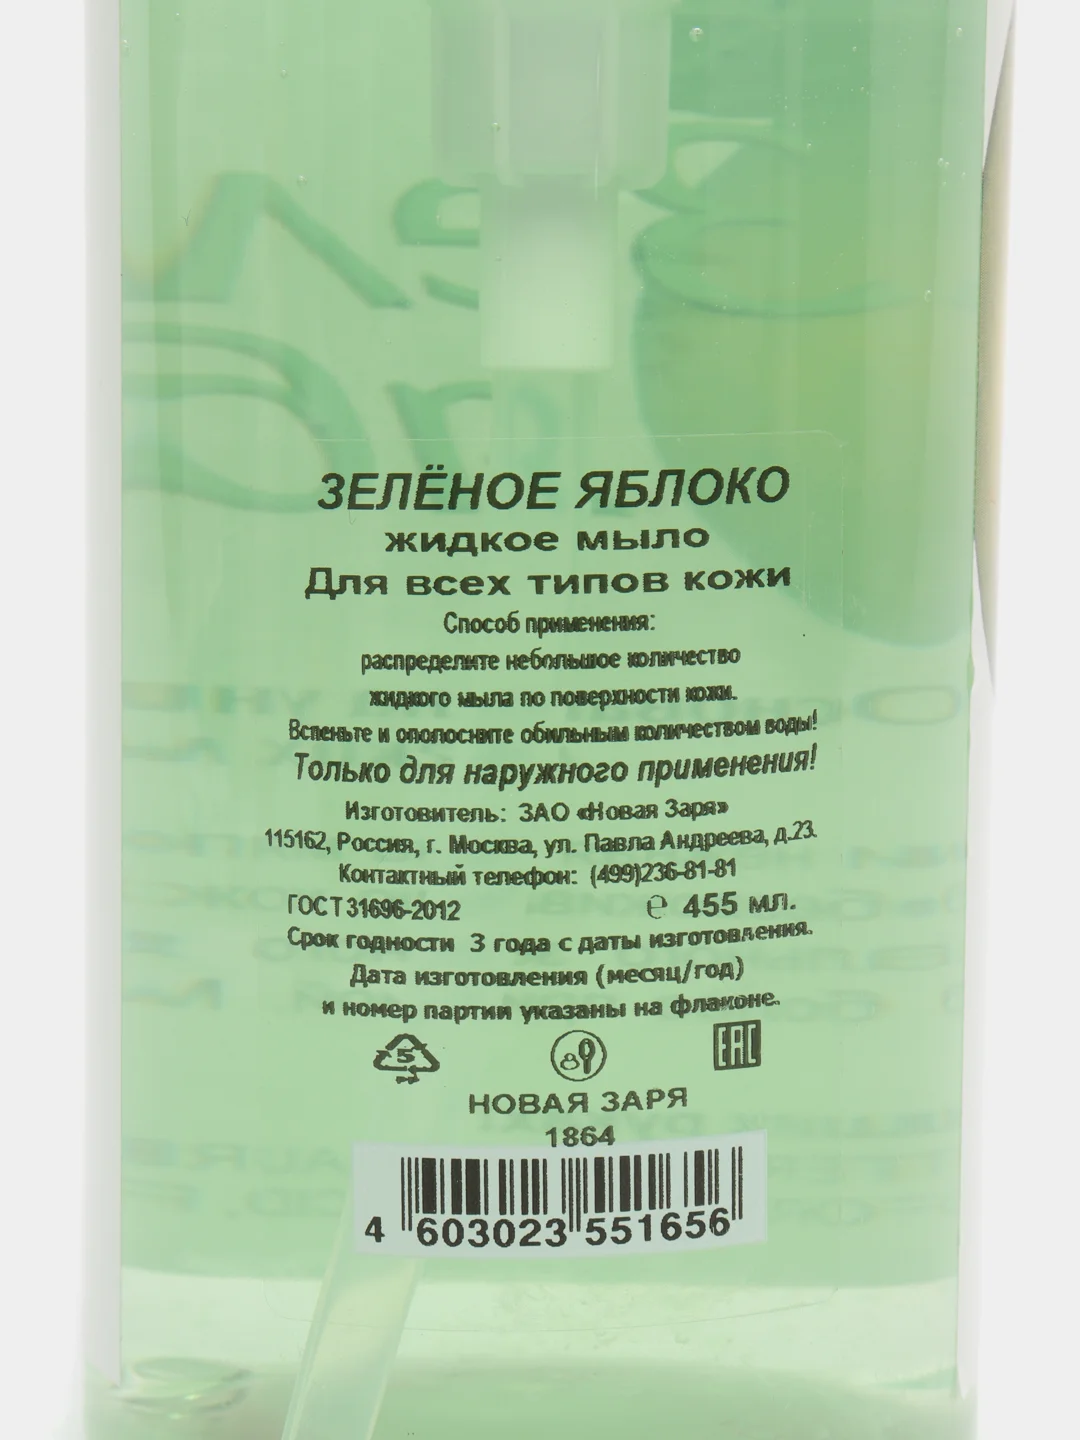 ЗЕЛЁНОЕ ЯБЛОКО
жидкое мыло
Для всех типов кожи
Способ применения:
распределите небольшое количество
жидкого мыла по поверхности кожи.
Вспеньте и ополосните обильным количеством воды!
Только для наружного применения!
Изготовитель: ЗАО «Новая Заря»
115162, Россия, г. Москва, ул. Павла Андреева, д.23.
Контактный телефон: (499)236-81-81
ГОСТ 31696-2012 ℮ 455 мл.
Срок годности 3 года с даты изготовления.
Дата изготовления (месяц/год)
и номер партии указаны на флаконе.
5 EAC
НОВАЯ ЗАРЯ
1864
4 603023 551656